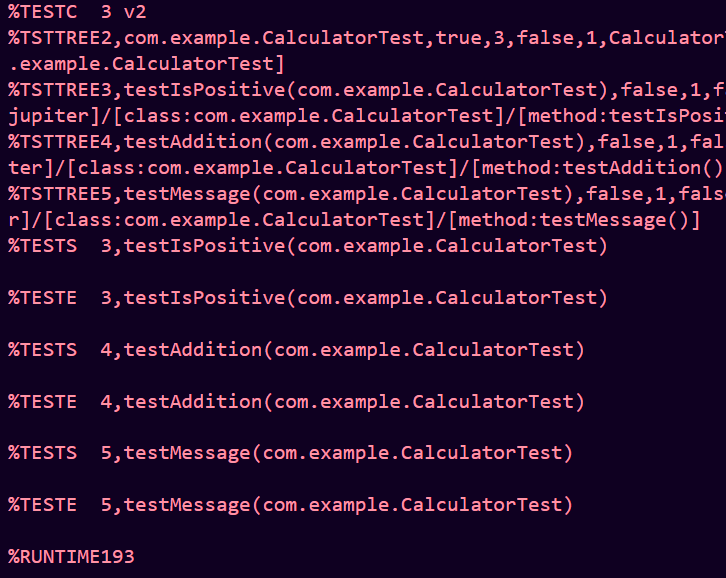 %TESTC  3 v2
%TSTTREE2,com.example.CalculatorTest,true,3,false,1,Calculator
.example.CalculatorTest]
%TSTTREE3,testIsPositive(com.example.CalculatorTest),false,1,f
jupiter]/[class:com.example.CalculatorTest]/[method:testIsPosi
%TSTTREE4,testAddition(com.example.CalculatorTest),false,1,fal
ter]/[class:com.example.CalculatorTest]/[method:testAddition()
%TSTTREE5,testMessage(com.example.CalculatorTest),false,1,fals
r]/[class:com.example.CalculatorTest]/[method:testMessage()]
%TESTS  3,testIsPositive(com.example.CalculatorTest)
%TESTE  3,testIsPositive(com.example.CalculatorTest)
%TESTS  4,testAddition(com.example.CalculatorTest)
%TESTE  4,testAddition(com.example.CalculatorTest)
%TESTS  5,testMessage(com.example.CalculatorTest)
%TESTE  5,testMessage(com.example.CalculatorTest)
%RUNTIME193